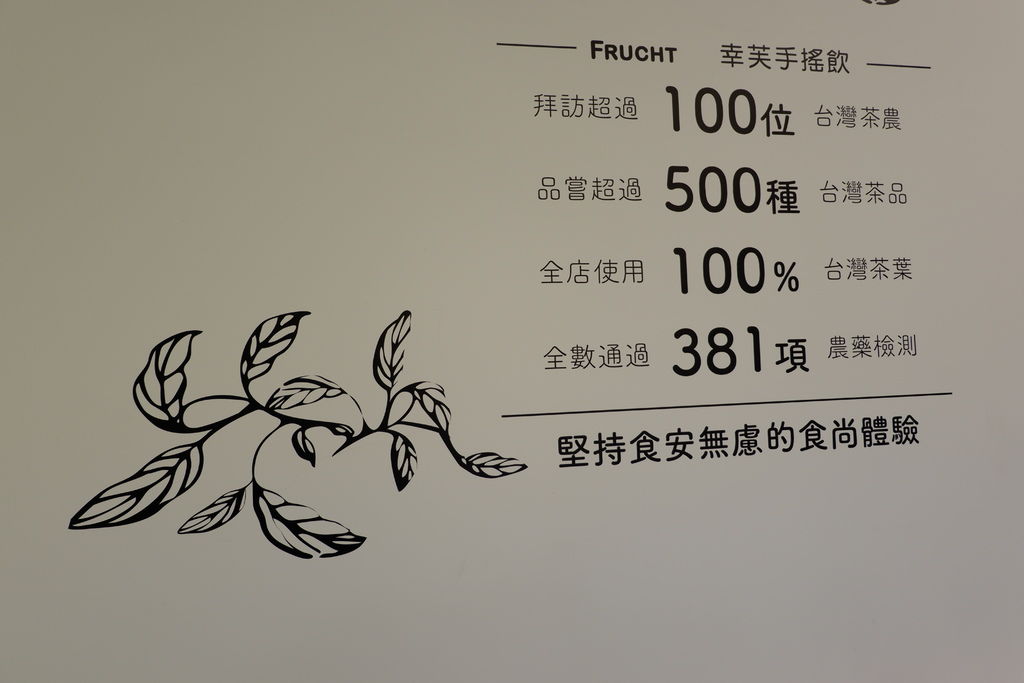 FRUCHT 幸芙手搖飲
拜訪超過 100位 台灣茶農
品嘗超過 500種 台灣茶品
全店使用 100% 台灣茶葉
全數通過 381項 農藥檢測
堅持食安無慮的食尚體驗